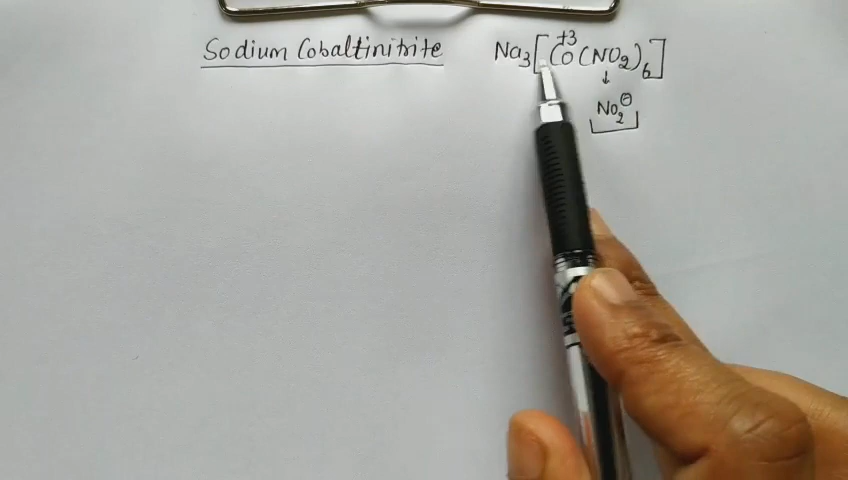 Sodium Cobaltinitrite Na₃[Co(NO₂)₆]
+3
↓
NO₂⊖